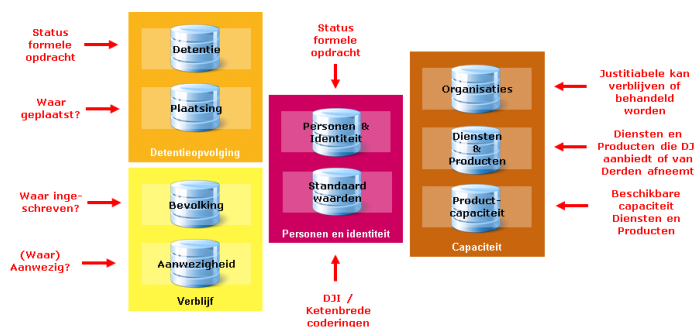 Status
formele
opdracht
Waar
geplaatst?
Detentie
Plaatsing
Detentieopvolging
Waar inge-
schreven?
(Waar)
Aanwezig?
Bevolking
Aanwezigheid
Verblijf
Status
formele
opdracht
Personen &
Identiteit
Standaard
waarden
Personen en identiteit
DJI /
Ketenbrede
coderingen
Organisaties
Diensten
&
Producten
Product-
capaciteit
Capaciteit
Justitiabele kan
verblijven of
behandeld
worden
Diensten en
Producten die DJ
aanbiedt of van
Derden afneemt
Beschikbare
capaciteit
Diensten en
Producten